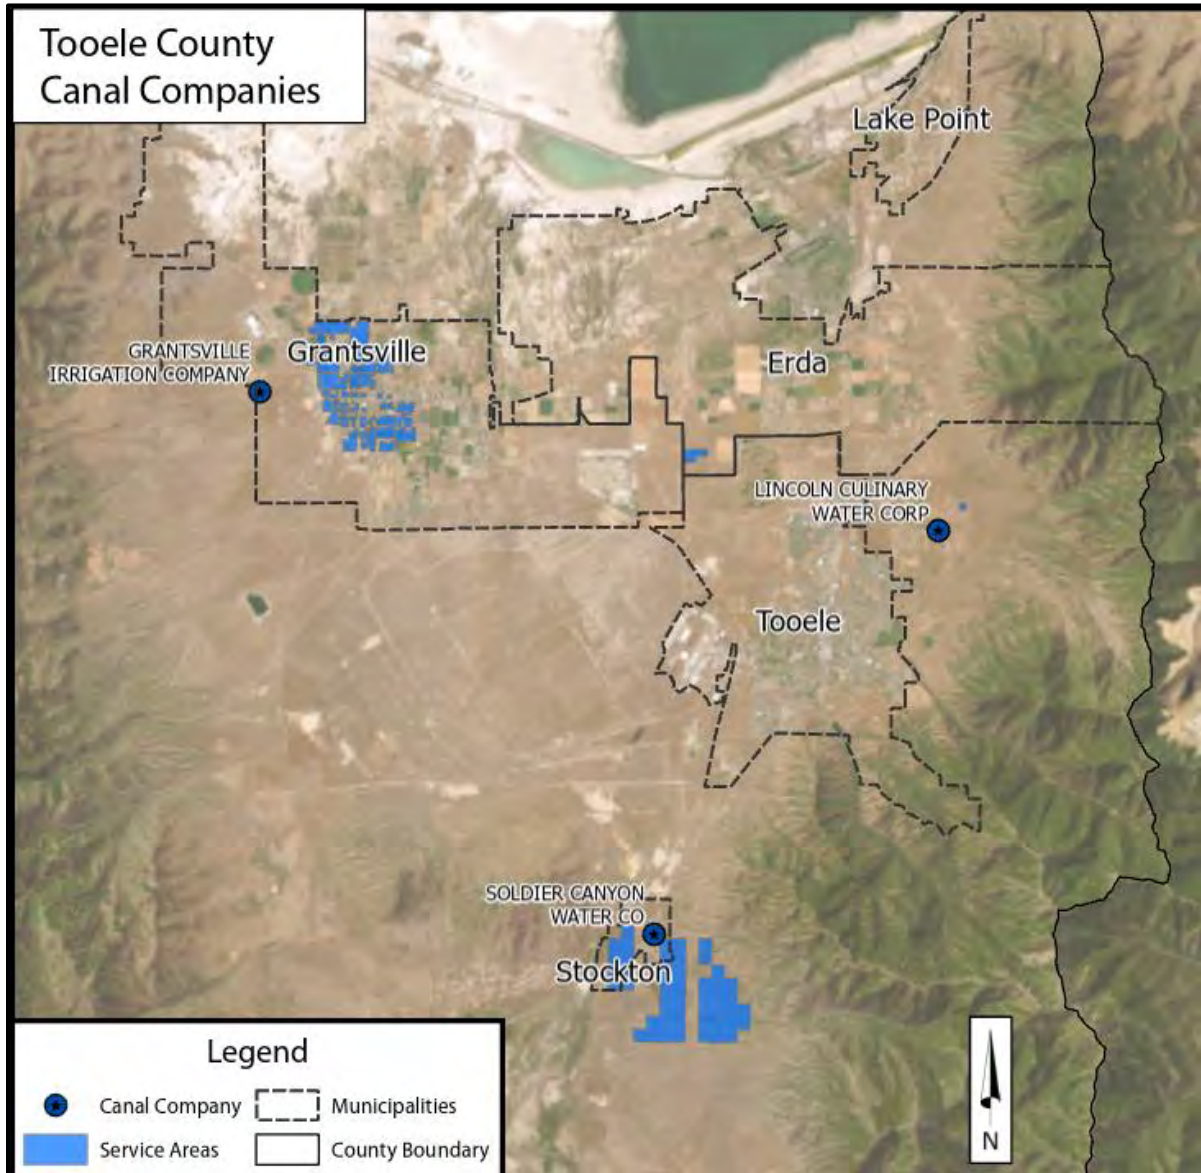 Tooele County
Canal Companies
Lake Point
GRANTSVILLE
IRRIGATION COMPANY
Grantsville
Erda
LINCOLN CULINARY
WATER CORP
Tooele
SOLDIER CANYON
WATER CO
Stockton
Legend
Canal Company
Municipalities
Service Areas
County Boundary
N